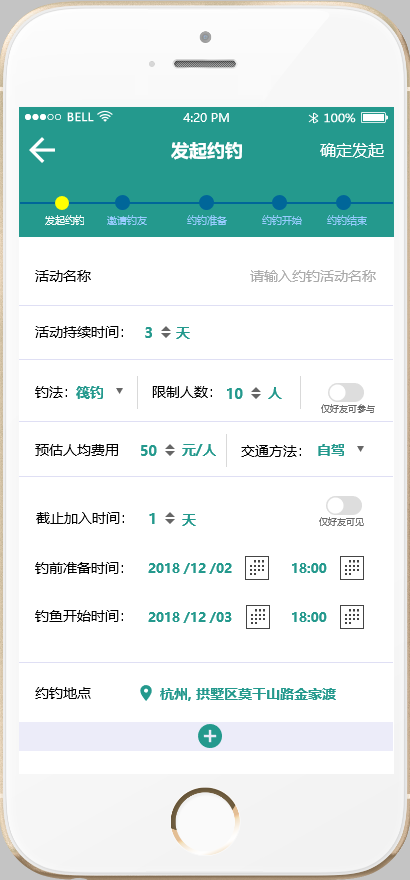 BELL 4:20 PM 100%
发起约钓 确定发起
发起约钓 邀请钓友 约钓准备 约钓开始 约钓结束
活动名称 请输入约钓活动名称
活动持续时间： 3 天
钓法：筏钓 限制人数： 10 人
仅好友可参与
预估人均费用 50 元/人 交通方法： 自驾
截止加入时间： 1 天
仅好友可见
钓前准备时间： 2018 /12 /02 18:00
钓鱼开始时间： 2018 /12 /03 18:00
约钓地点 杭州, 拱墅区莫干山路金家渡